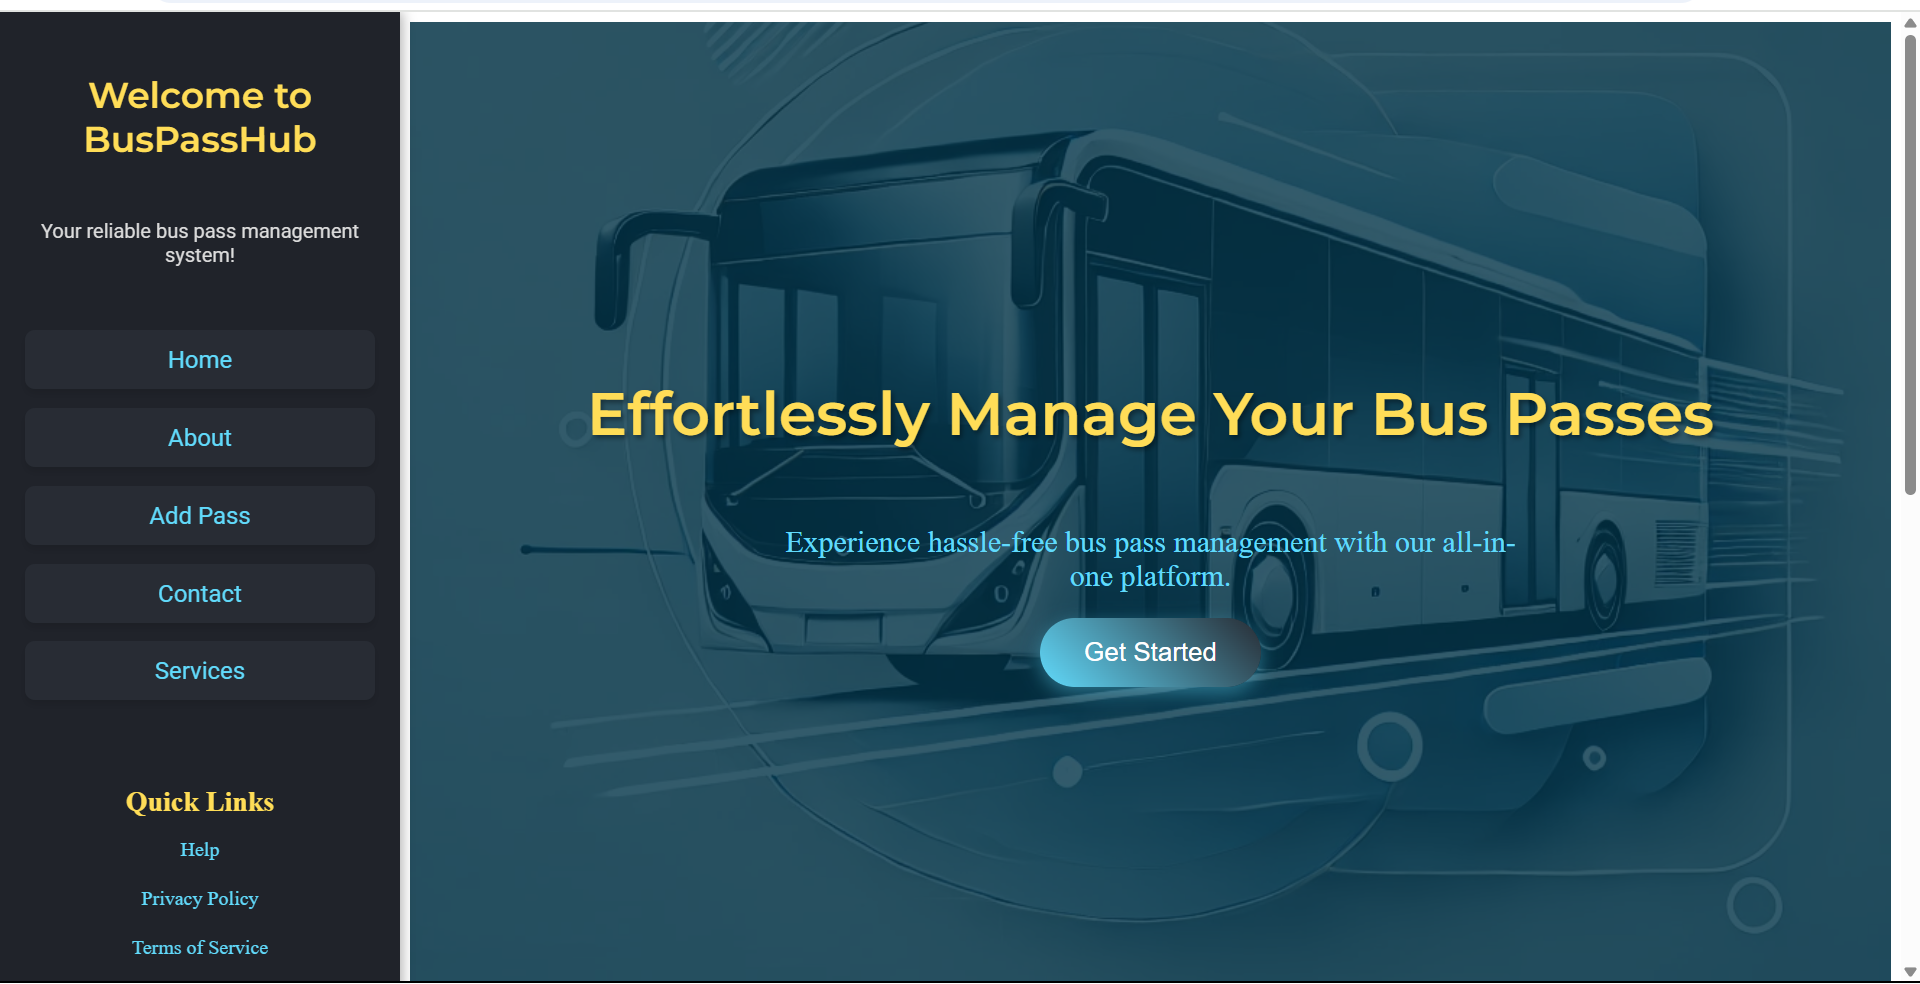 Welcome to
BusPassHub
Your reliable bus pass management
system!
Home
About
Add Pass
Contact
Services
Quick Links
Help
Privacy Policy
Terms of Service
Effortlessly Manage Your Bus Passes
Experience hassle-free bus pass management with our all-in-
one platform.
Get Started